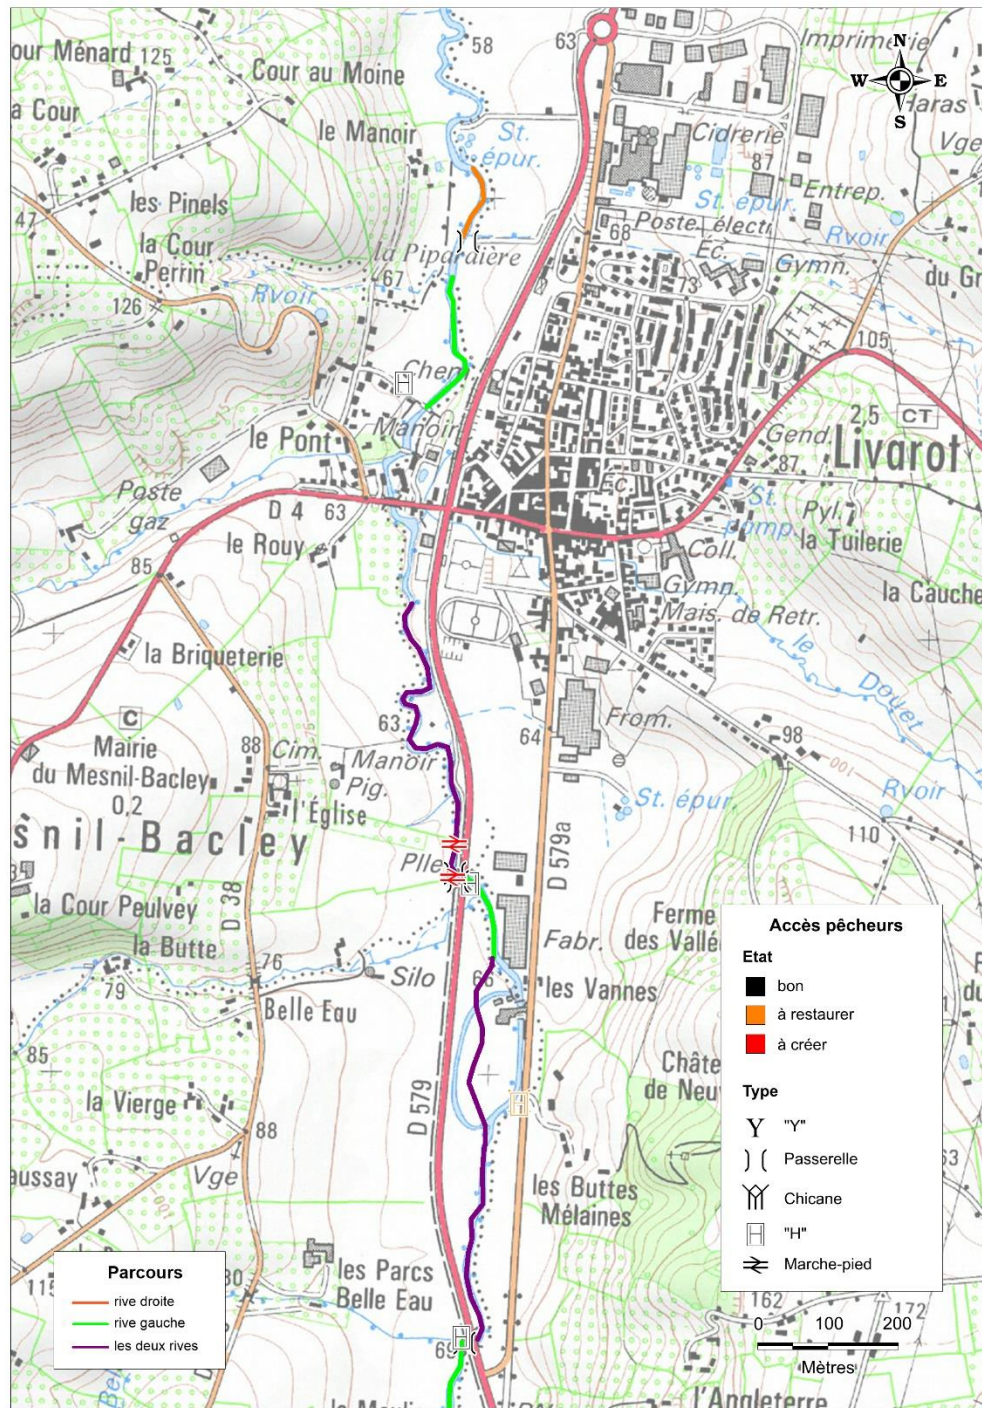 our Ménard 125
58
63
Imprimerie
N
W E
S
Cour au Moine
a Cour
Haras
le Manoir
St.
épur.
Cidrerie
87
Vge
les Pinels
St. épur.
Entrep.
47
la Cour
Perrin
la Pipardière
67
Poste électr.
68
Ec.
Rvoir
Gymn.
du Gr
126
Rvoir
73
105
Chen.
2,5
CT
Manoir
le Pont
Gend.
Livarot
87
Poste
gaz
Ec.
St.
pomp.
Pyl.
la Tuilerie
D 4
63
le Rouy
Coll.
85
Gymn.
Mais. de Retr.
la Cauche
la Briqueterie
le
Douet
C
63
From.
98
Mairie
du Mesnil-Bacley
0,2
88
Cim.
Manoir
Pig.
64
100
l'Église
St. épur.
Rvoir
snil-Bacley
110
D 579a
Plle
la Cour Peulvey
D 38
Ferme
des Vallé
la Butte
Fabr.
76
66
Silo
79
les Vannes
Belle Eau
85
Châte
de Neu
D 579
la Vierge
88
aussay
Vge
100
63
les Buttes
Mélaines
115
80
les Parcs
Belle Eau
69
162
172
l'Angleterre
Accès pêcheurs
Etat
bon
à restaurer
à créer
Type
"Y"
Passerelle
Chicane
"H"
Marche-pied
Parcours
rive droite
rive gauche
les deux rives
0 100 200
Mètres